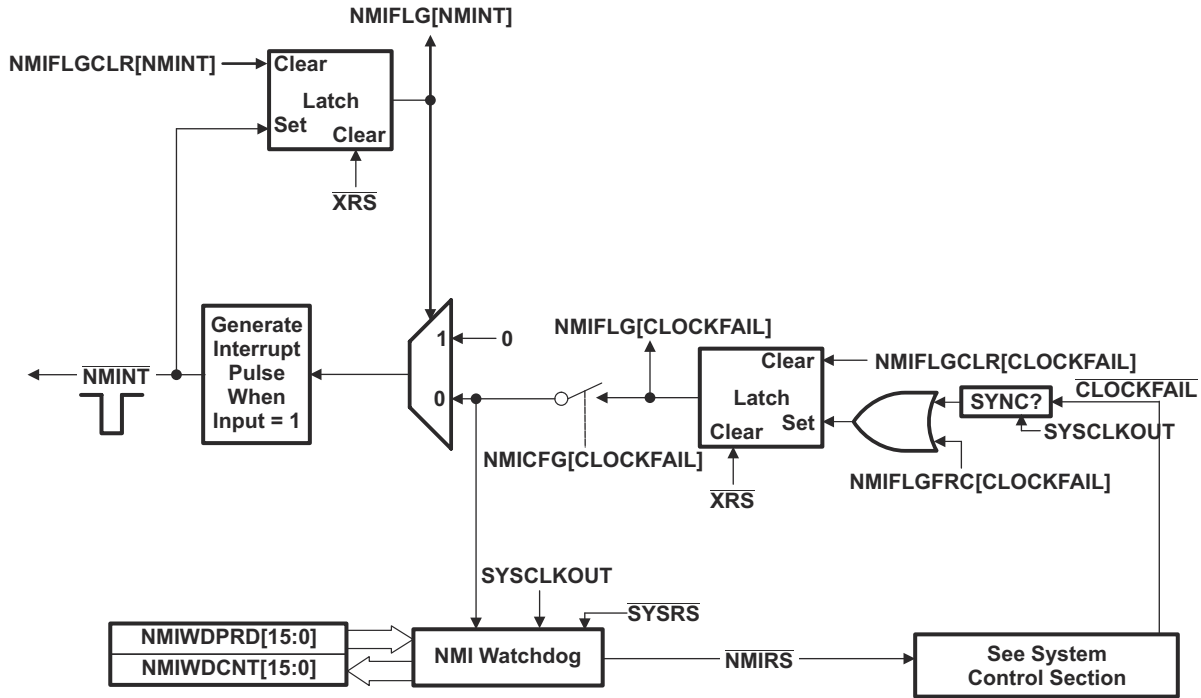 NMIFLG[NMINT]
NMIFLGCLR[NMINT]
Clear
Latch
Set
Clear
XRS
NMINT
Generate
Interrupt
Pulse
When
Input = 1
1
0
0
NMIFLG[CLOCKFAIL]
NMICFG[CLOCKFAIL]
Clear
Latch
Set
Clear
XRS
NMIFLGCLR[CLOCKFAIL]
CLOCKFAIL
SYNC?
SYSCLKOUT
NMIFLGFRC[CLOCKFAIL]
SYSCLKOUT
SYSRS
NMIWDPRD[15:0]
NMIWDCNT[15:0]
NMI Watchdog
NMIRS
See System
Control Section